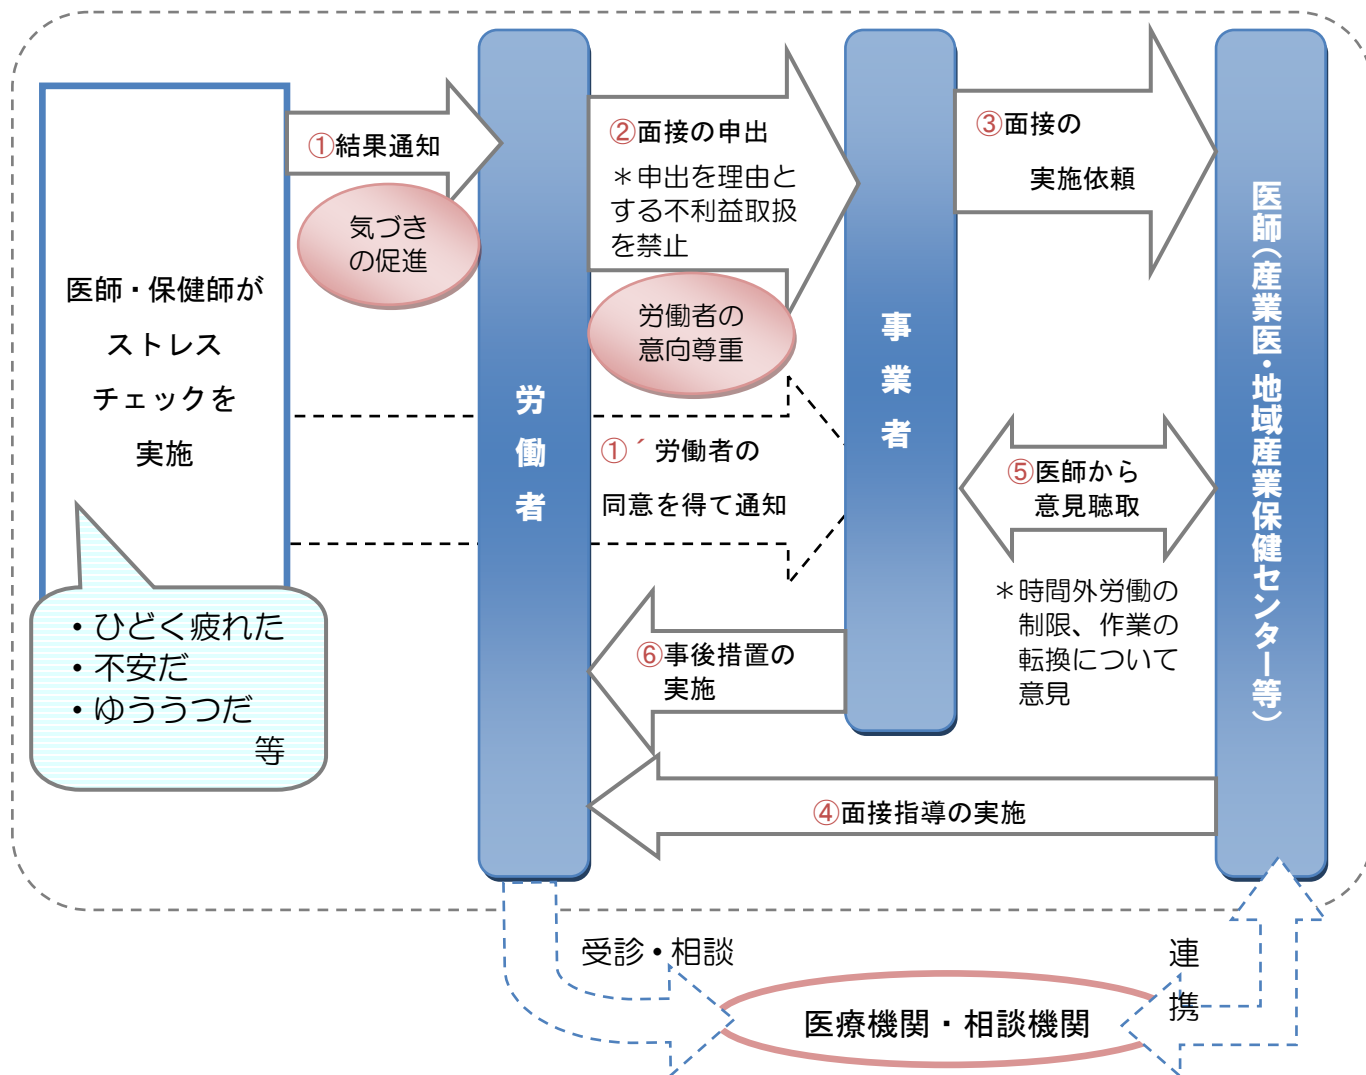 医師・保健師が
ストレス
チェックを
実施
・ひどく疲れた
・不安だ
・ゆううつだ
等
①結果通知
気づき
の促進
労働者
②面接の申出
＊申出を理由と
する不利益取扱
を禁止
労働者の
意向尊重
①´労働者の
同意を得て通知
事業者
③面接の
実施依頼
医師（産業医・地域産業保健センター等）
⑤医師から
意見聴取
＊時間外労働の
制限、作業の
転換について
意見
⑥事後措置の
実施
④面接指導の実施
受診・相談
医療機関・相談機関
連
携